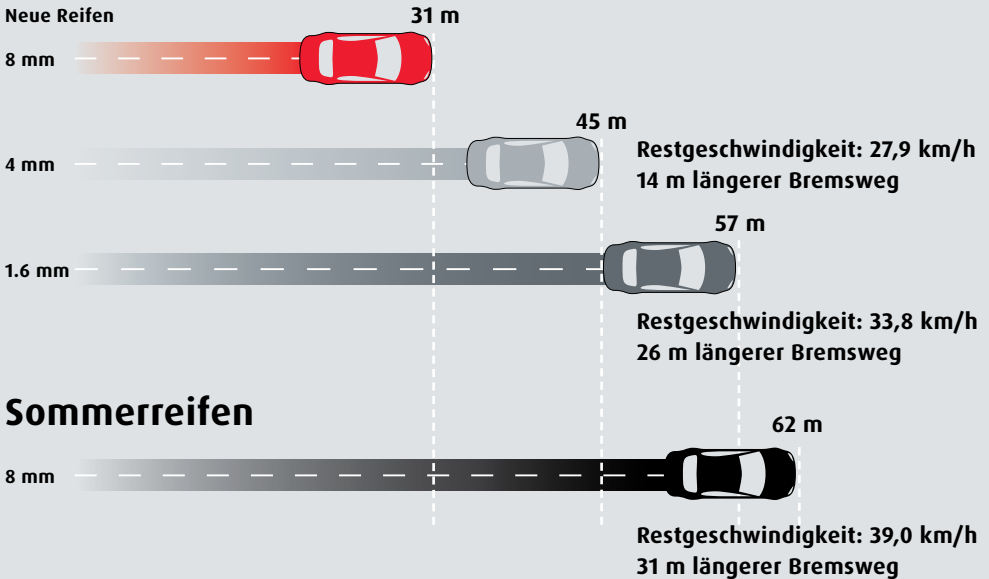 Neue Reifen
31 m
8 mm
45 m
4 mm
Restgeschwindigkeit: 27,9 km/h
14 m längerer Bremsweg
57 m
1.6 mm
Restgeschwindigkeit: 33,8 km/h
26 m längerer Bremsweg
Sommerreifen
62 m
8 mm
Restgeschwindigkeit: 39,0 km/h
31 m längerer Bremsweg